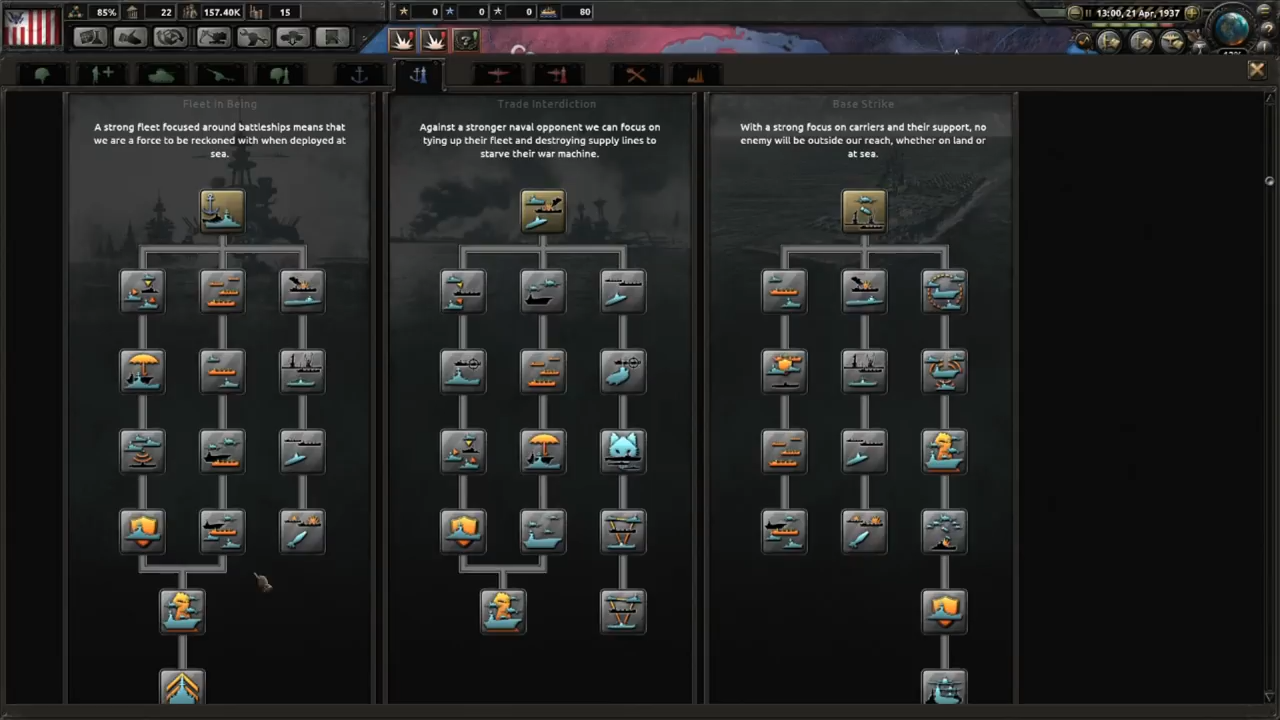 85%
22
157.40K
15
0
0
0
80
13:00, 21 Apr, 1937
Fleet in Being
A strong fleet focused around battleships means that
we are a force to be reckoned with when deployed at
sea.
Trade Interdiction
Against a stronger naval opponent we can focus on
tying up their fleet and destroying supply lines to
starve their war machine.
Base Strike
With a strong focus on carriers and their support, no
enemy will be outside our reach, whether on land or
at sea.